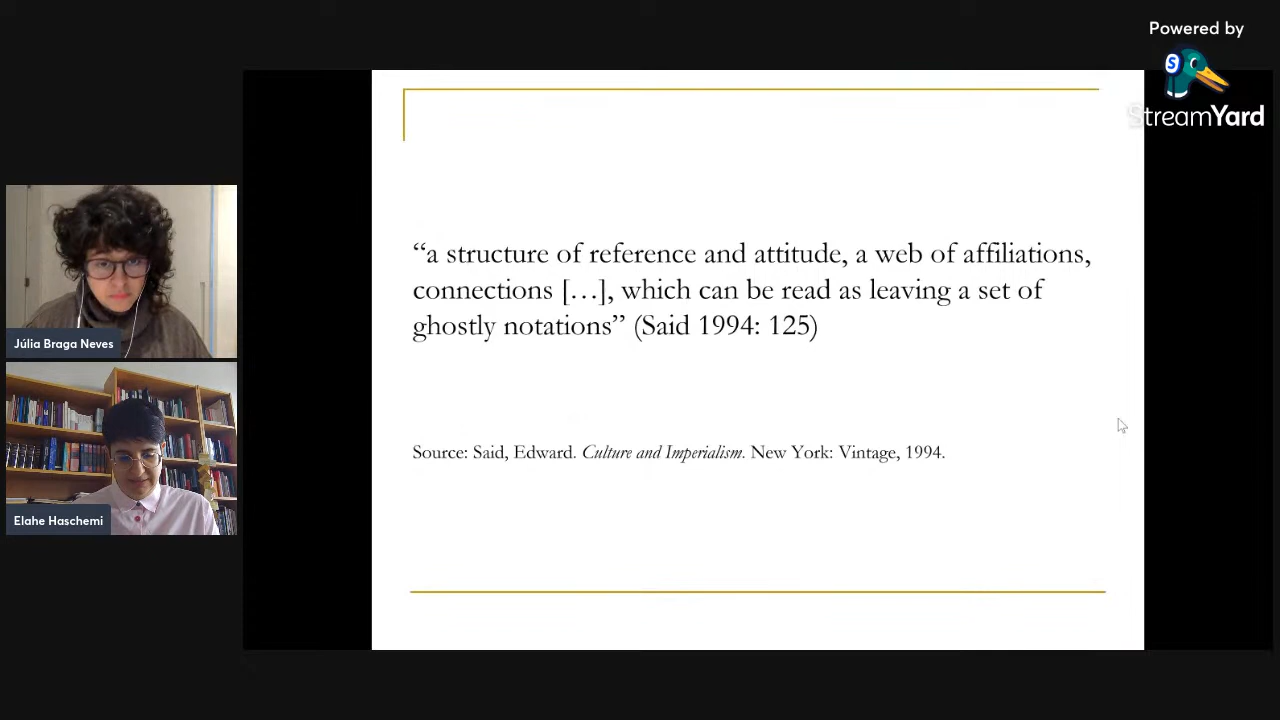 Powered by
StreamYard
“a structure of reference and attitude, a web of affiliations,
connections […], which can be read as leaving a set of
ghostly notations” (Said 1994: 125)
Source: Said, Edward. Culture and Imperialism. New York: Vintage, 1994.
Júlia Braga Neves
Elahe Haschemi